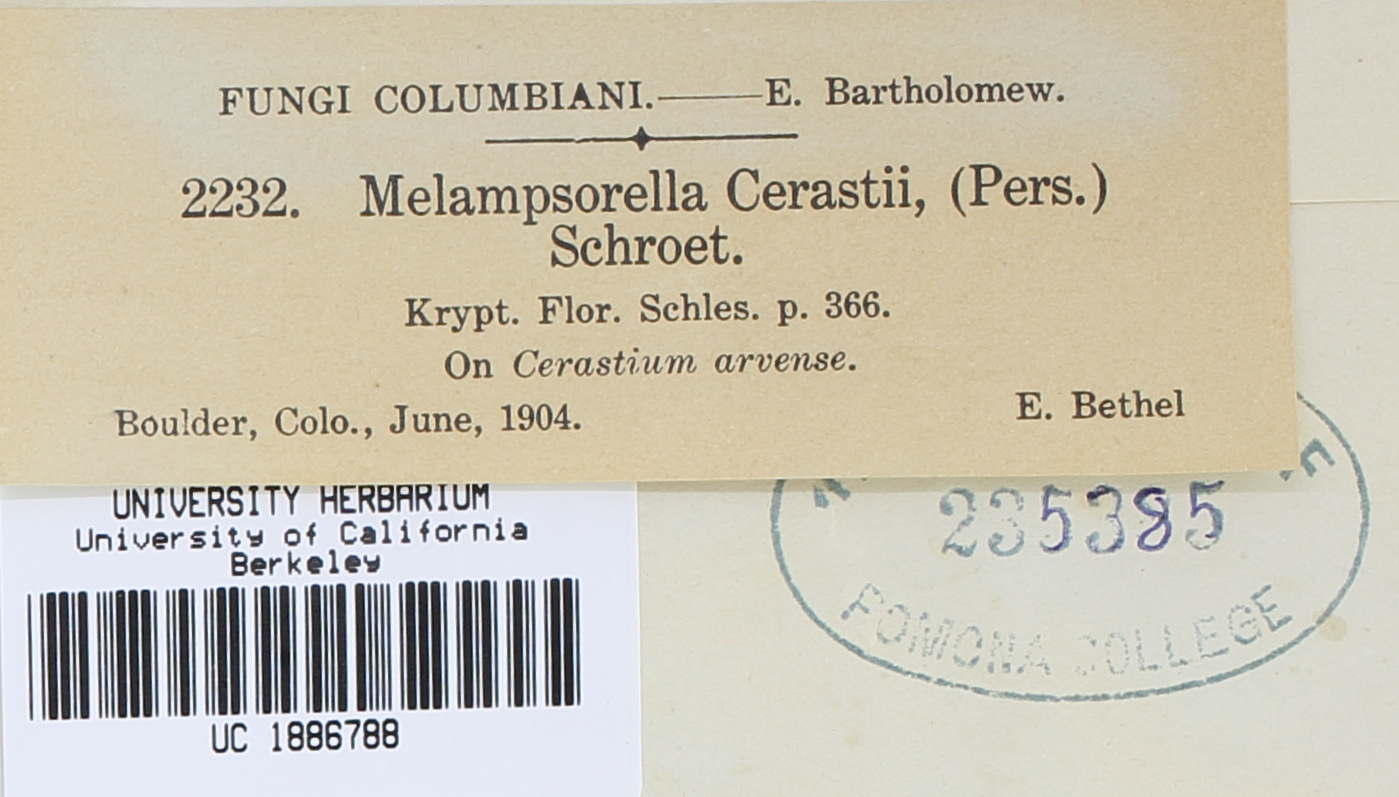 FUNGI COLUMBIANI.——E. Bartholomew.
2232. Melampsorella Cerastii, (Pers.)
Schroet.
Krypt. Flor. Schles. p. 366.
On Cerastium arvense.
Boulder, Colo., June, 1904. E. Bethel
UNIVERSITY HERBARIUM
University of California
Berkeley
UC 1886788
235385
POMONA COLLEGE